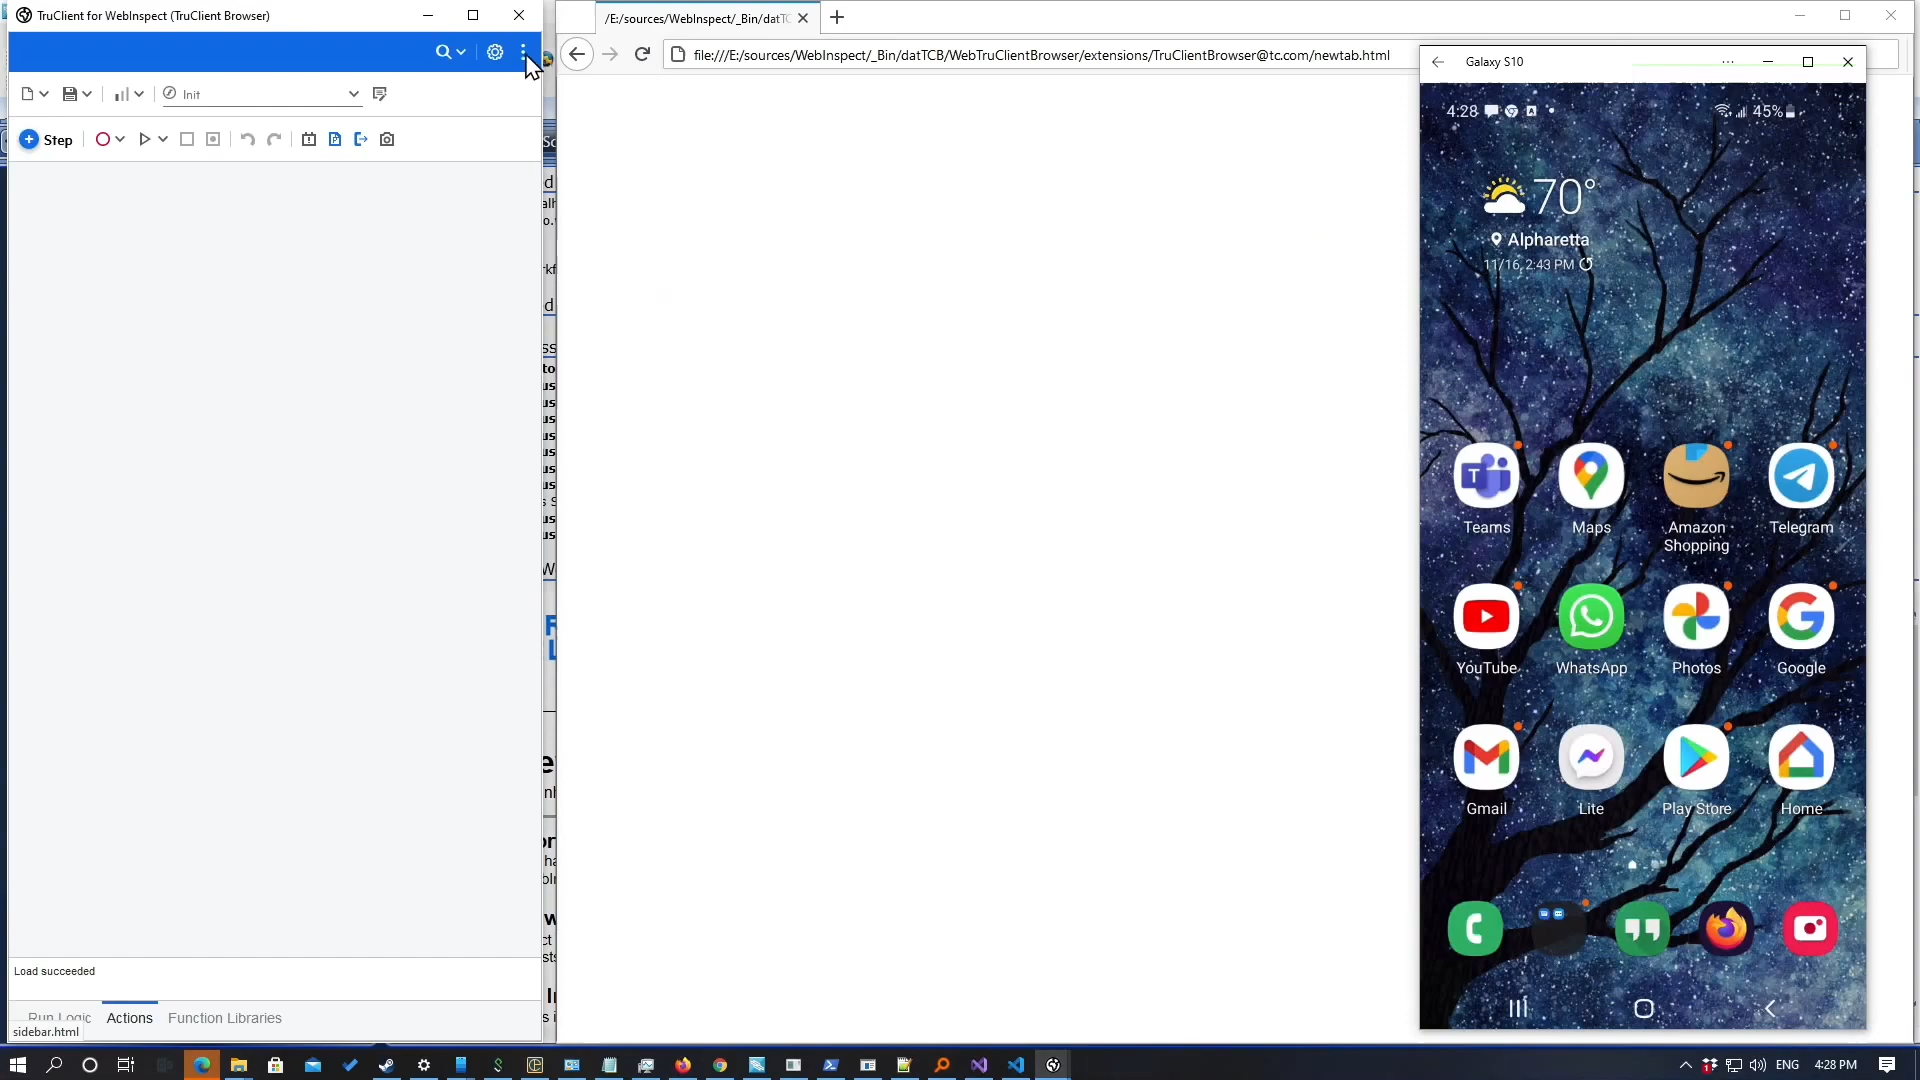 TruClient for WebInspect (TruClient Browser)
Init
Step
Load succeeded
Run Logic
Actions
Function Libraries
sidebar.html
/E:/sources/WebInspect/_Bin/datTC
file:///E:/sources/WebInspect/_Bin/datTCB/WebTruClientBrowser/extensions/TruClientBrowser@tc.com/newtab.html
Galaxy S10
4:28
45%
70°
Alpharetta
11/16, 2:43 PM
Teams
Maps
Amazon
Shopping
Telegram
YouTube
WhatsApp
Photos
Google
Gmail
Lite
Play Store
Home
ENG
4:28 PM